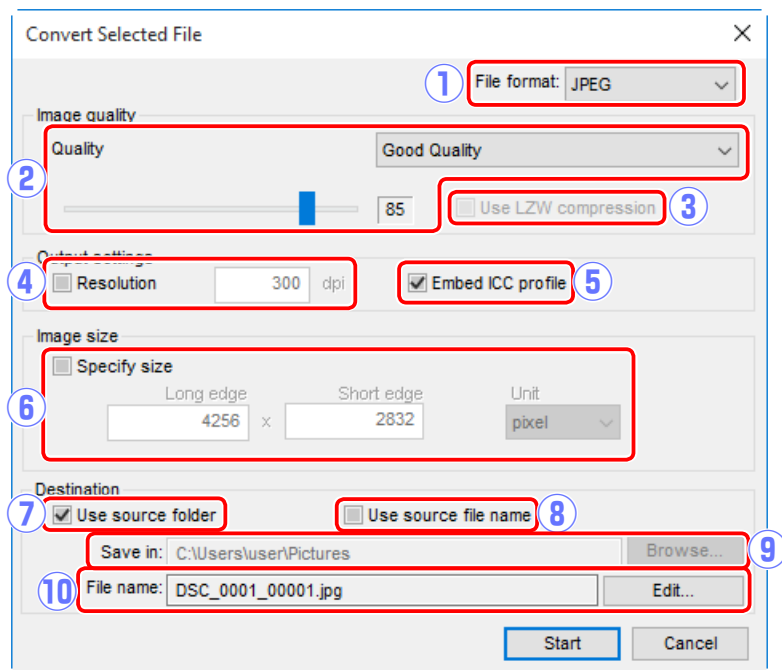 Convert Selected File
1 File format: JPEG
Image quality
Quality Good Quality
2
85 Use LZW compression 3
Output settings
4 Resolution 300 dpi Embed ICC profile 5
Image size
Specify size
Long edge Short edge Unit
6 4256 x 2832 pixel
Destination
7 Use source folder Use source file name 8
Save in: C:\Users\user\Pictures Browse... 9
10 File name: DSC_0001_00001.jpg Edit...
Start Cancel